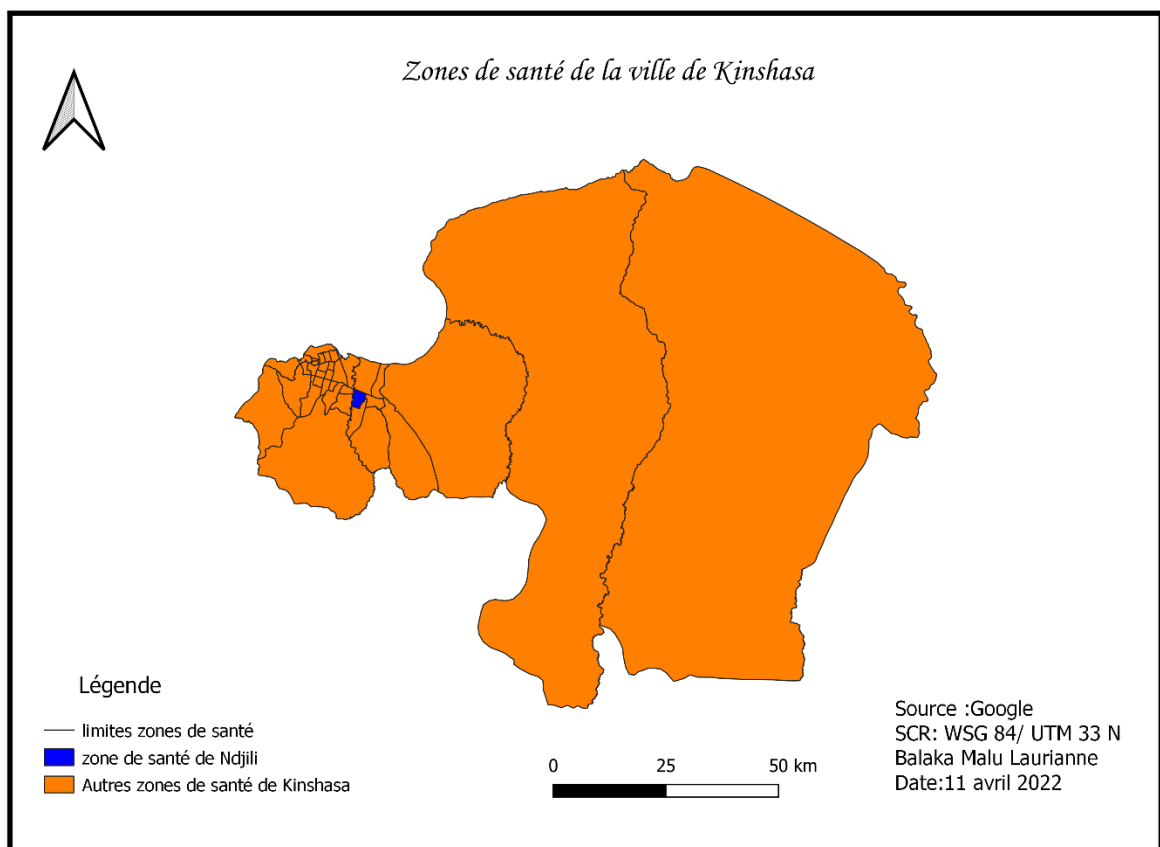 Zones de santé de la ville de Kinshasa
Légende
limites zones de santé
zone de santé de Ndjili
Autres zones de santé de Kinshasa
0 25 50 km
Source :Google
SCR: WSG 84/ UTM 33 N
Balaka Malu Laurianne
Date:11 avril 2022